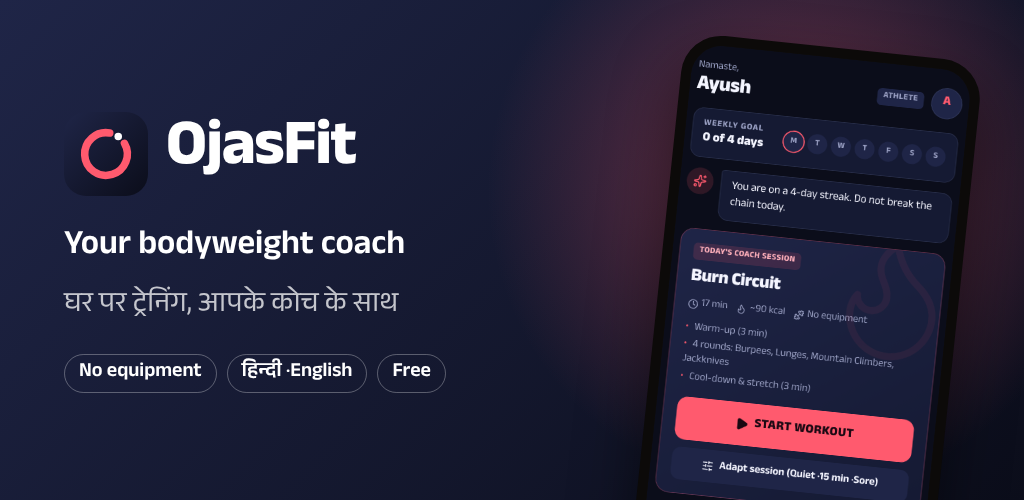 OjasFit
Your bodyweight coach
घर पर ट्रेनिंग, आपके कोच के साथ
No equipment
हिन्दी ·English
Free
Namaste,
Ayush
ATHLETE
A
WEEKLY GOAL
0 of 4 days
M T W T F S S
You are on a 4-day streak. Do not break the
chain today.
TODAY'S COACH SESSION
Burn Circuit
17 min ~90 kcal No equipment
• Warm-up (3 min)
• 4 rounds: Burpees, Lunges, Mountain Climbers,
Jackknives
• Cool-down & stretch (3 min)
START WORKOUT
Adapt session (Quiet ·15 min ·Sore)